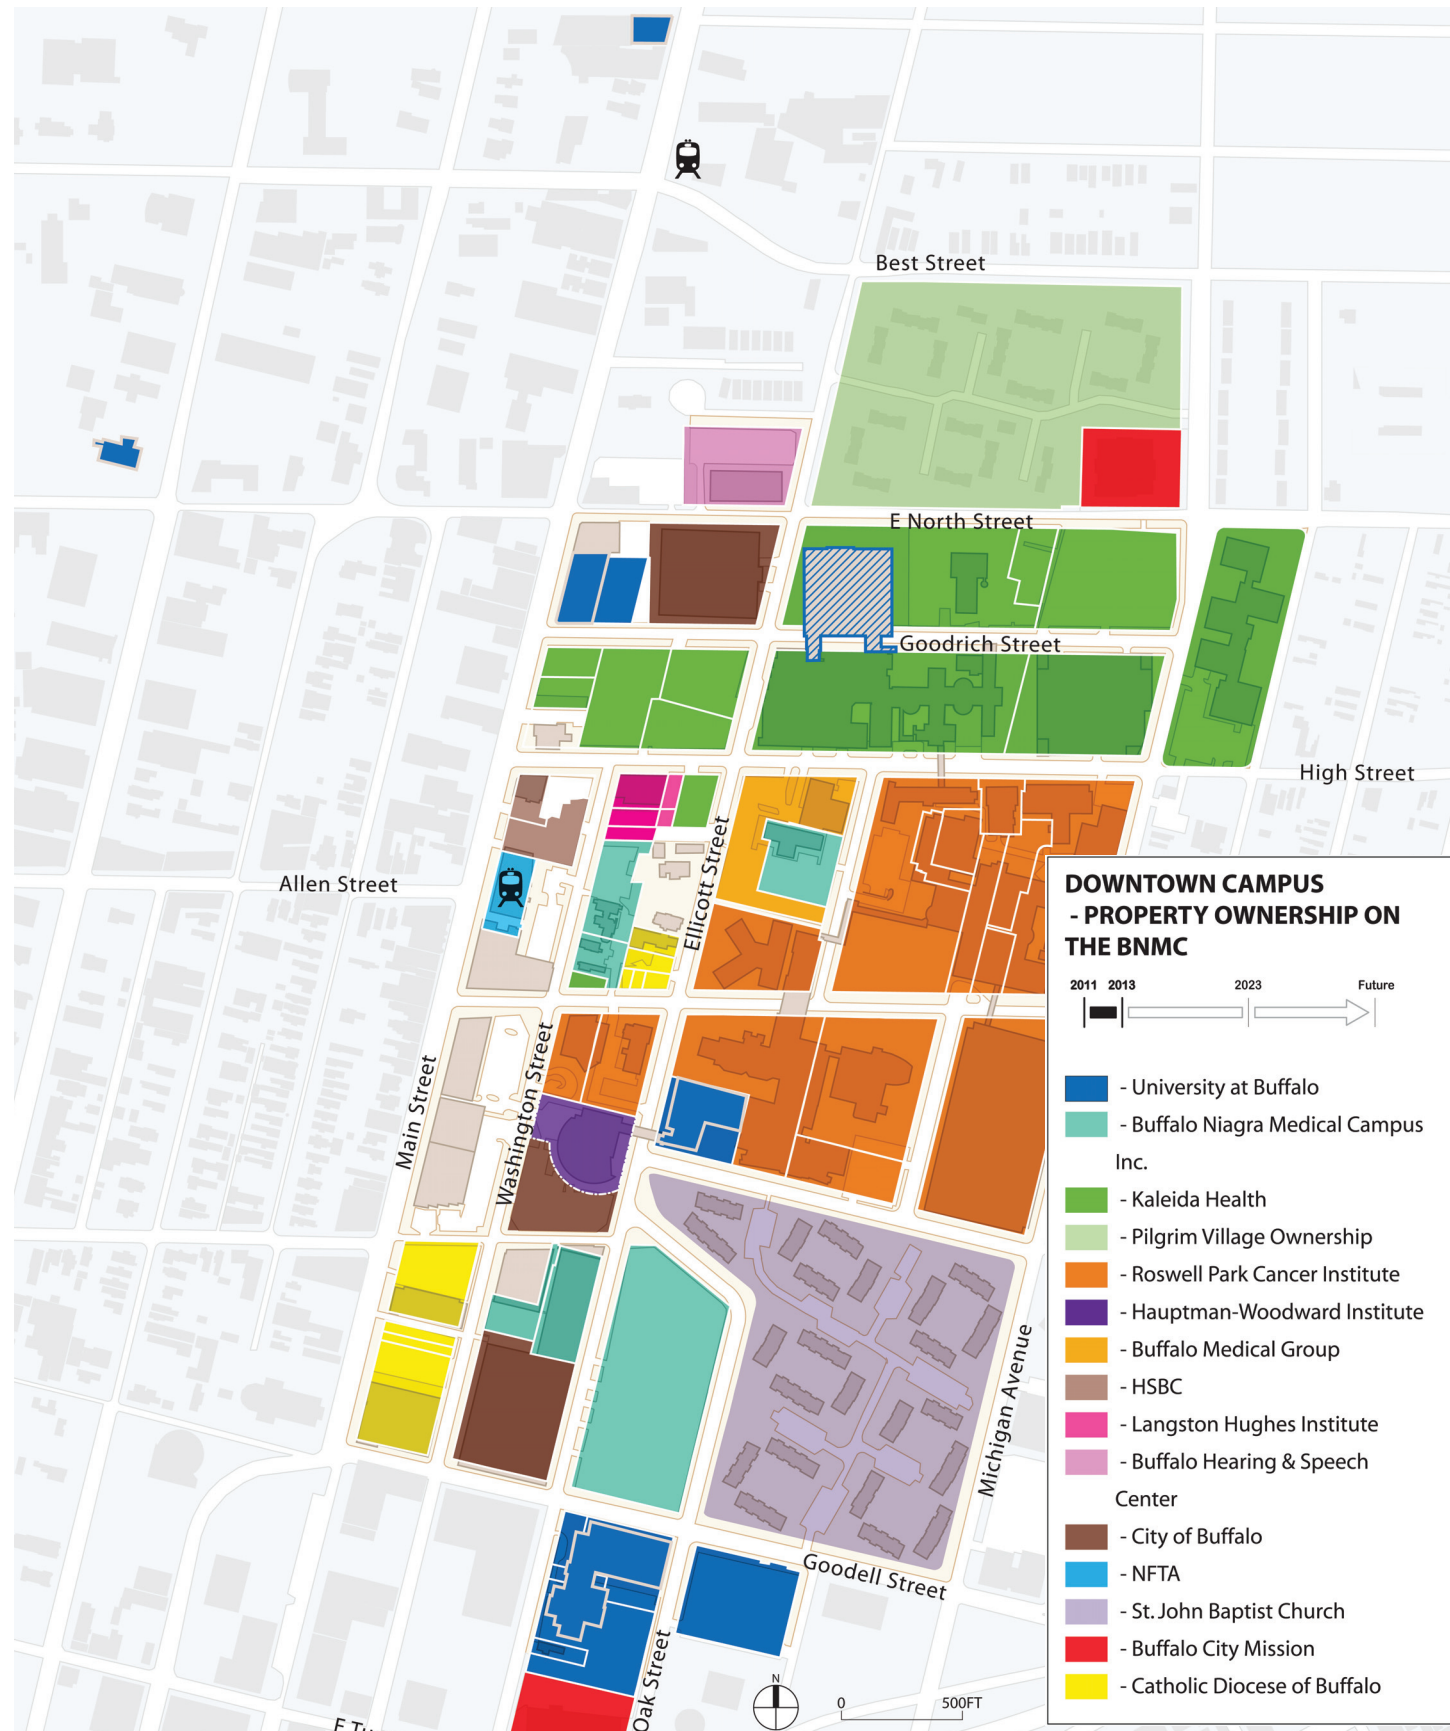 Best Street
E North Street
Goodrich Street
High Street
Allen Street
Ellicott Street
Washington Street
Main Street
Michigan Avenue
Goodell Street
Oak Street
N
0 500FT
DOWNTOWN CAMPUS
- PROPERTY OWNERSHIP ON
THE BNMC
2011 2013 2023 Future
- University at Buffalo
- Buffalo Niagra Medical Campus
Inc.
- Kaleida Health
- Pilgrim Village Ownership
- Roswell Park Cancer Institute
- Hauptman-Woodward Institute
- Buffalo Medical Group
- HSBC
- Langston Hughes Institute
- Buffalo Hearing & Speech
Center
- City of Buffalo
- NFTA
- St. John Baptist Church
- Buffalo City Mission
- Catholic Diocese of Buffalo